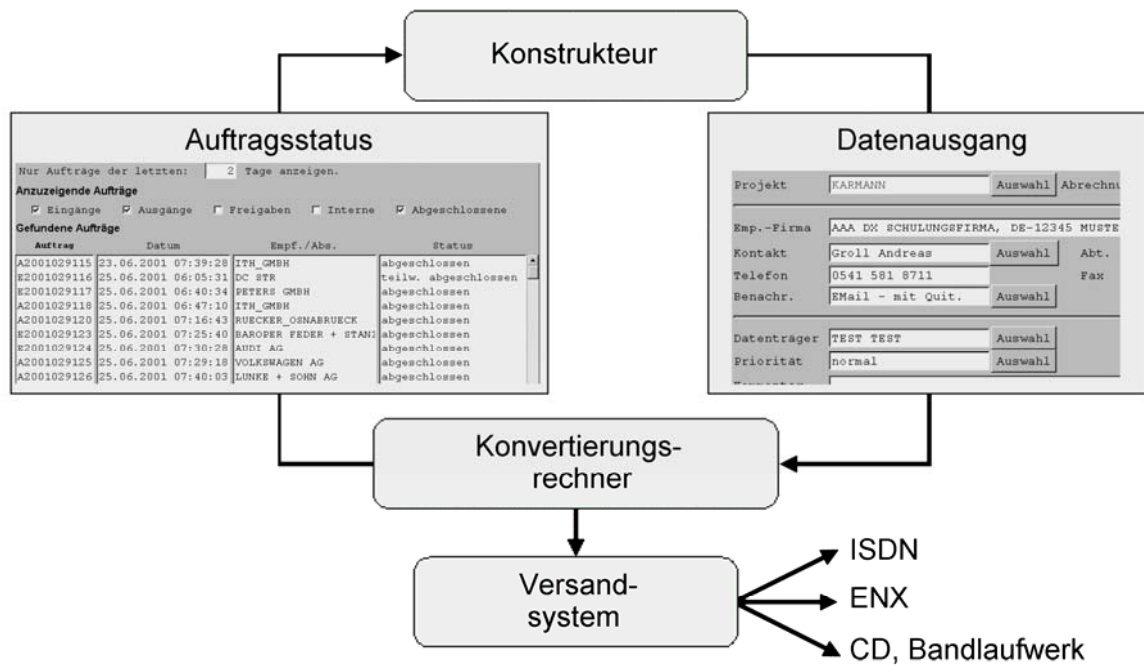 Konstrukteur
Auftragsstatus
Nur Aufträge der letzten: 2 Tage anzeigen.
Anzuzeigende Aufträge
Eingänge Ausgänge Freigaben Interne Abgeschlossene
Gefundene Aufträge
Auftrag Datum Empf./Abs. Status
A2001029115 23.06.2001 07:39:28 ITH_GMBH abgeschlossen
E2001029116 25.06.2001 06:05:31 DC STR teilw. abgeschlossen
E2001029117 25.06.2001 06:40:34 PETERS GMBH abgeschlossen
A2001029118 25.06.2001 06:47:10 ITH_GMBH abgeschlossen
A2001029120 25.06.2001 07:16:43 RUECKER_OSNABRUECK abgeschlossen
E2001029123 25.06.2001 07:25:40 BAROPER FEDER + STAN abgeschlossen
E2001029124 25.06.2001 07:30:28 AUDI AG abgeschlossen
A2001029125 25.06.2001 07:29:18 VOLKSWAGEN AG abgeschlossen
A2001029126 25.06.2001 07:40:03 LUNKE + SOHN AG abgeschlossen
Datenausgang
Projekt KARMANN Auswahl Abrechnu
Emp.-Firma AAA DX SCHULUNGSFIRMA, DE-12345 MUSTE
Kontakt Groll Andreas Auswahl Abt.
Telefon 0541 581 8711 Fax
Benachr. EMail - mit Quit. Auswahl
Datenträger TEST TEST Auswahl
Priorität normal Auswahl
Konvertierungs-
rechner
Versand-
system
ISDN
ENX
CD, Bandlaufwerk